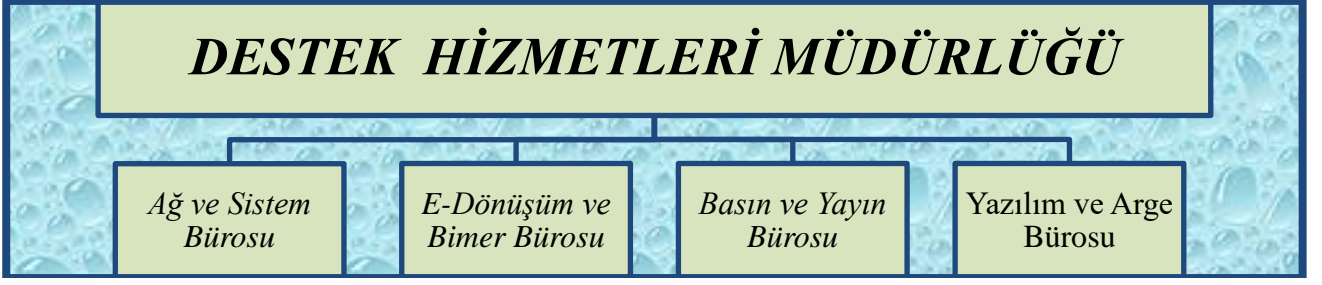 DESTEK HİZMETLERİ MÜDÜRLÜĞÜ
Ağ ve Sistem
Bürosu
E-Dönüşüm ve
Bimer Bürosu
Basın ve Yayın
Bürosu
Yazılım ve Arge
Bürosu